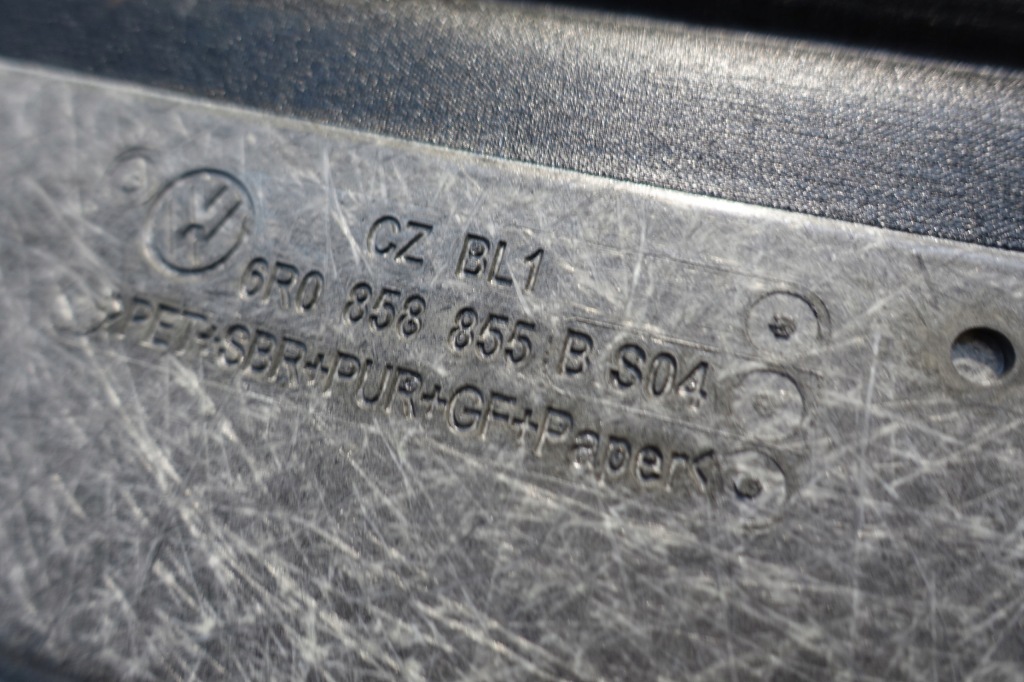 CZ BL1
6R0 858 855 B S04
>PET+SBR+PUR+GF+Paper<